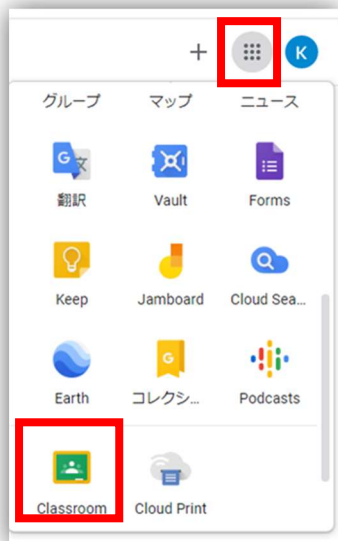 K
グループ マップ ニュース
翻訳 Vault Forms
Keep Jamboard Cloud Sea...
Earth コレクシ... Podcasts
Classroom Cloud Print